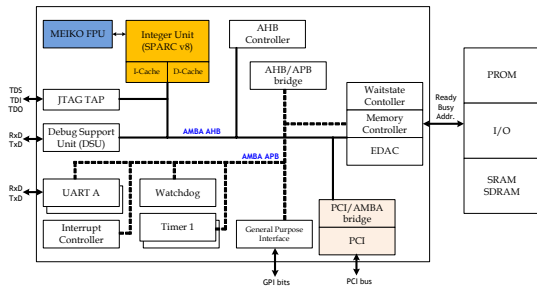 MEIKO FPU
Integer Unit
(SPARC v8)
I-Cache
D-Cache
AHB
Controller
AHB/APB
bridge
Waitstate
Contoller
Memory
Controller
EDAC
Ready
Busy
Addr.
PROM
I/O
SRAM
SDRAM
TDS
TDI
TDO
JTAG TAP
RxD
TxD
Debug Support
Unit (DSU)
AMBA AHB
AMBA APB
RxD
TxD
UART A
Watchdog
Interrupt
Controller
Timer 1
General Purpose
Interface
PCI/AMBA
bridge
PCI
GPI bits
PCI bus